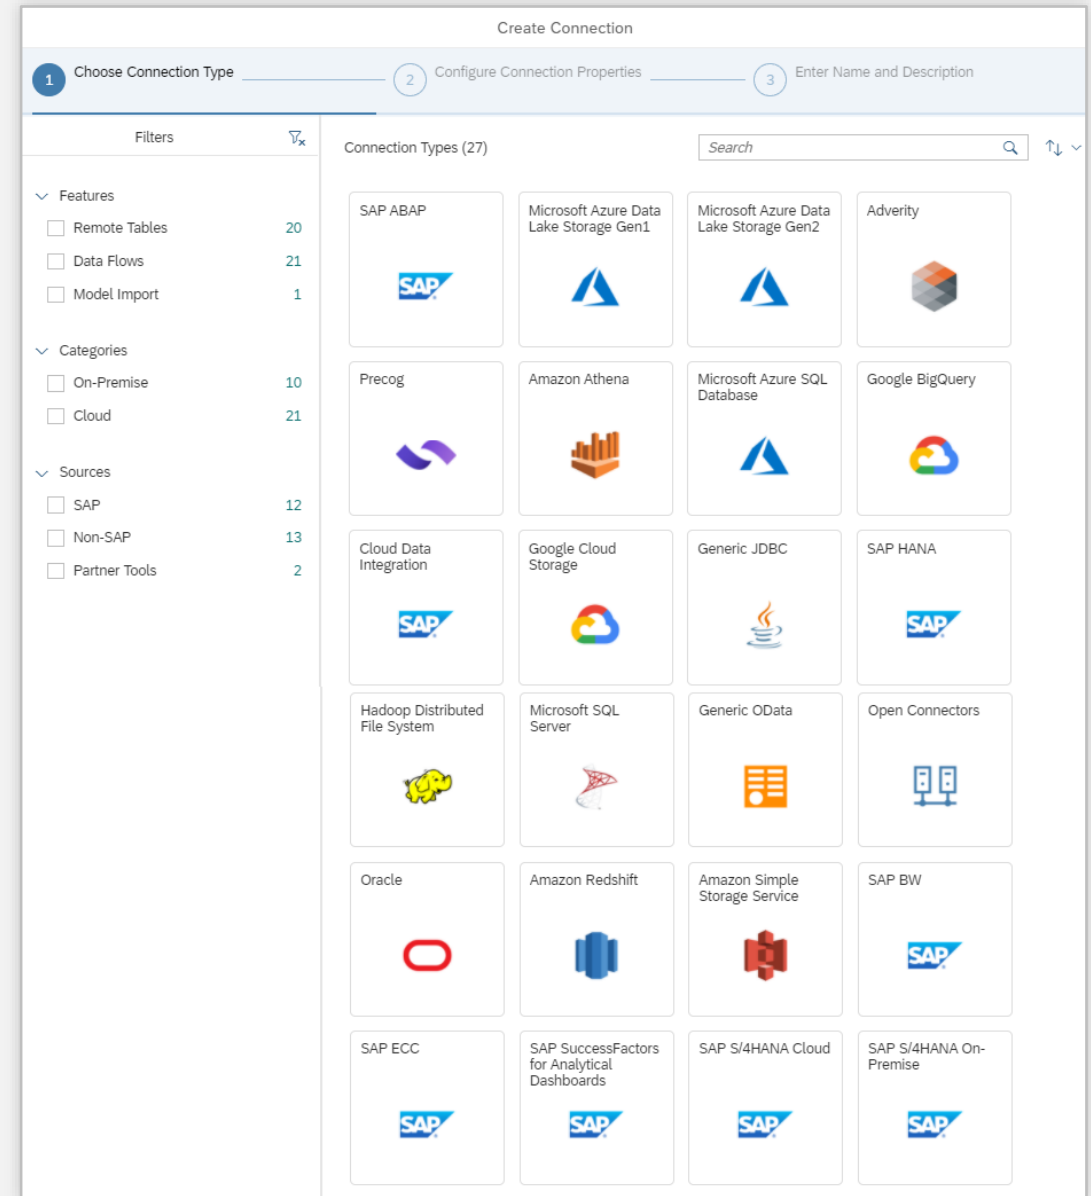 Create Connection
1 Choose Connection Type
2 Configure Connection Properties
3 Enter Name and Description
Filters
Features
Remote Tables 20
Data Flows 21
Model Import 1
Categories
On-Premise 10
Cloud 21
Sources
SAP 12
Non-SAP 13
Partner Tools 2
Connection Types (27)
Search
SAP ABAP
SAP
Microsoft Azure Data
Lake Storage Gen1
Microsoft Azure Data
Lake Storage Gen2
Adverity
Precog
Amazon Athena
Microsoft Azure SQL
Database
Google BigQuery
Cloud Data
Integration
SAP
Google Cloud
Storage
Generic JDBC
SAP HANA
SAP
Hadoop Distributed
File System
Microsoft SQL
Server
Generic OData
Open Connectors
Oracle
Amazon Redshift
Amazon Simple
Storage Service
SAP BW
SAP
SAP ECC
SAP
SAP SuccessFactors
for Analytical
Dashboards
SAP
SAP S/4HANA Cloud
SAP
SAP S/4HANA On-
Premise
SAP